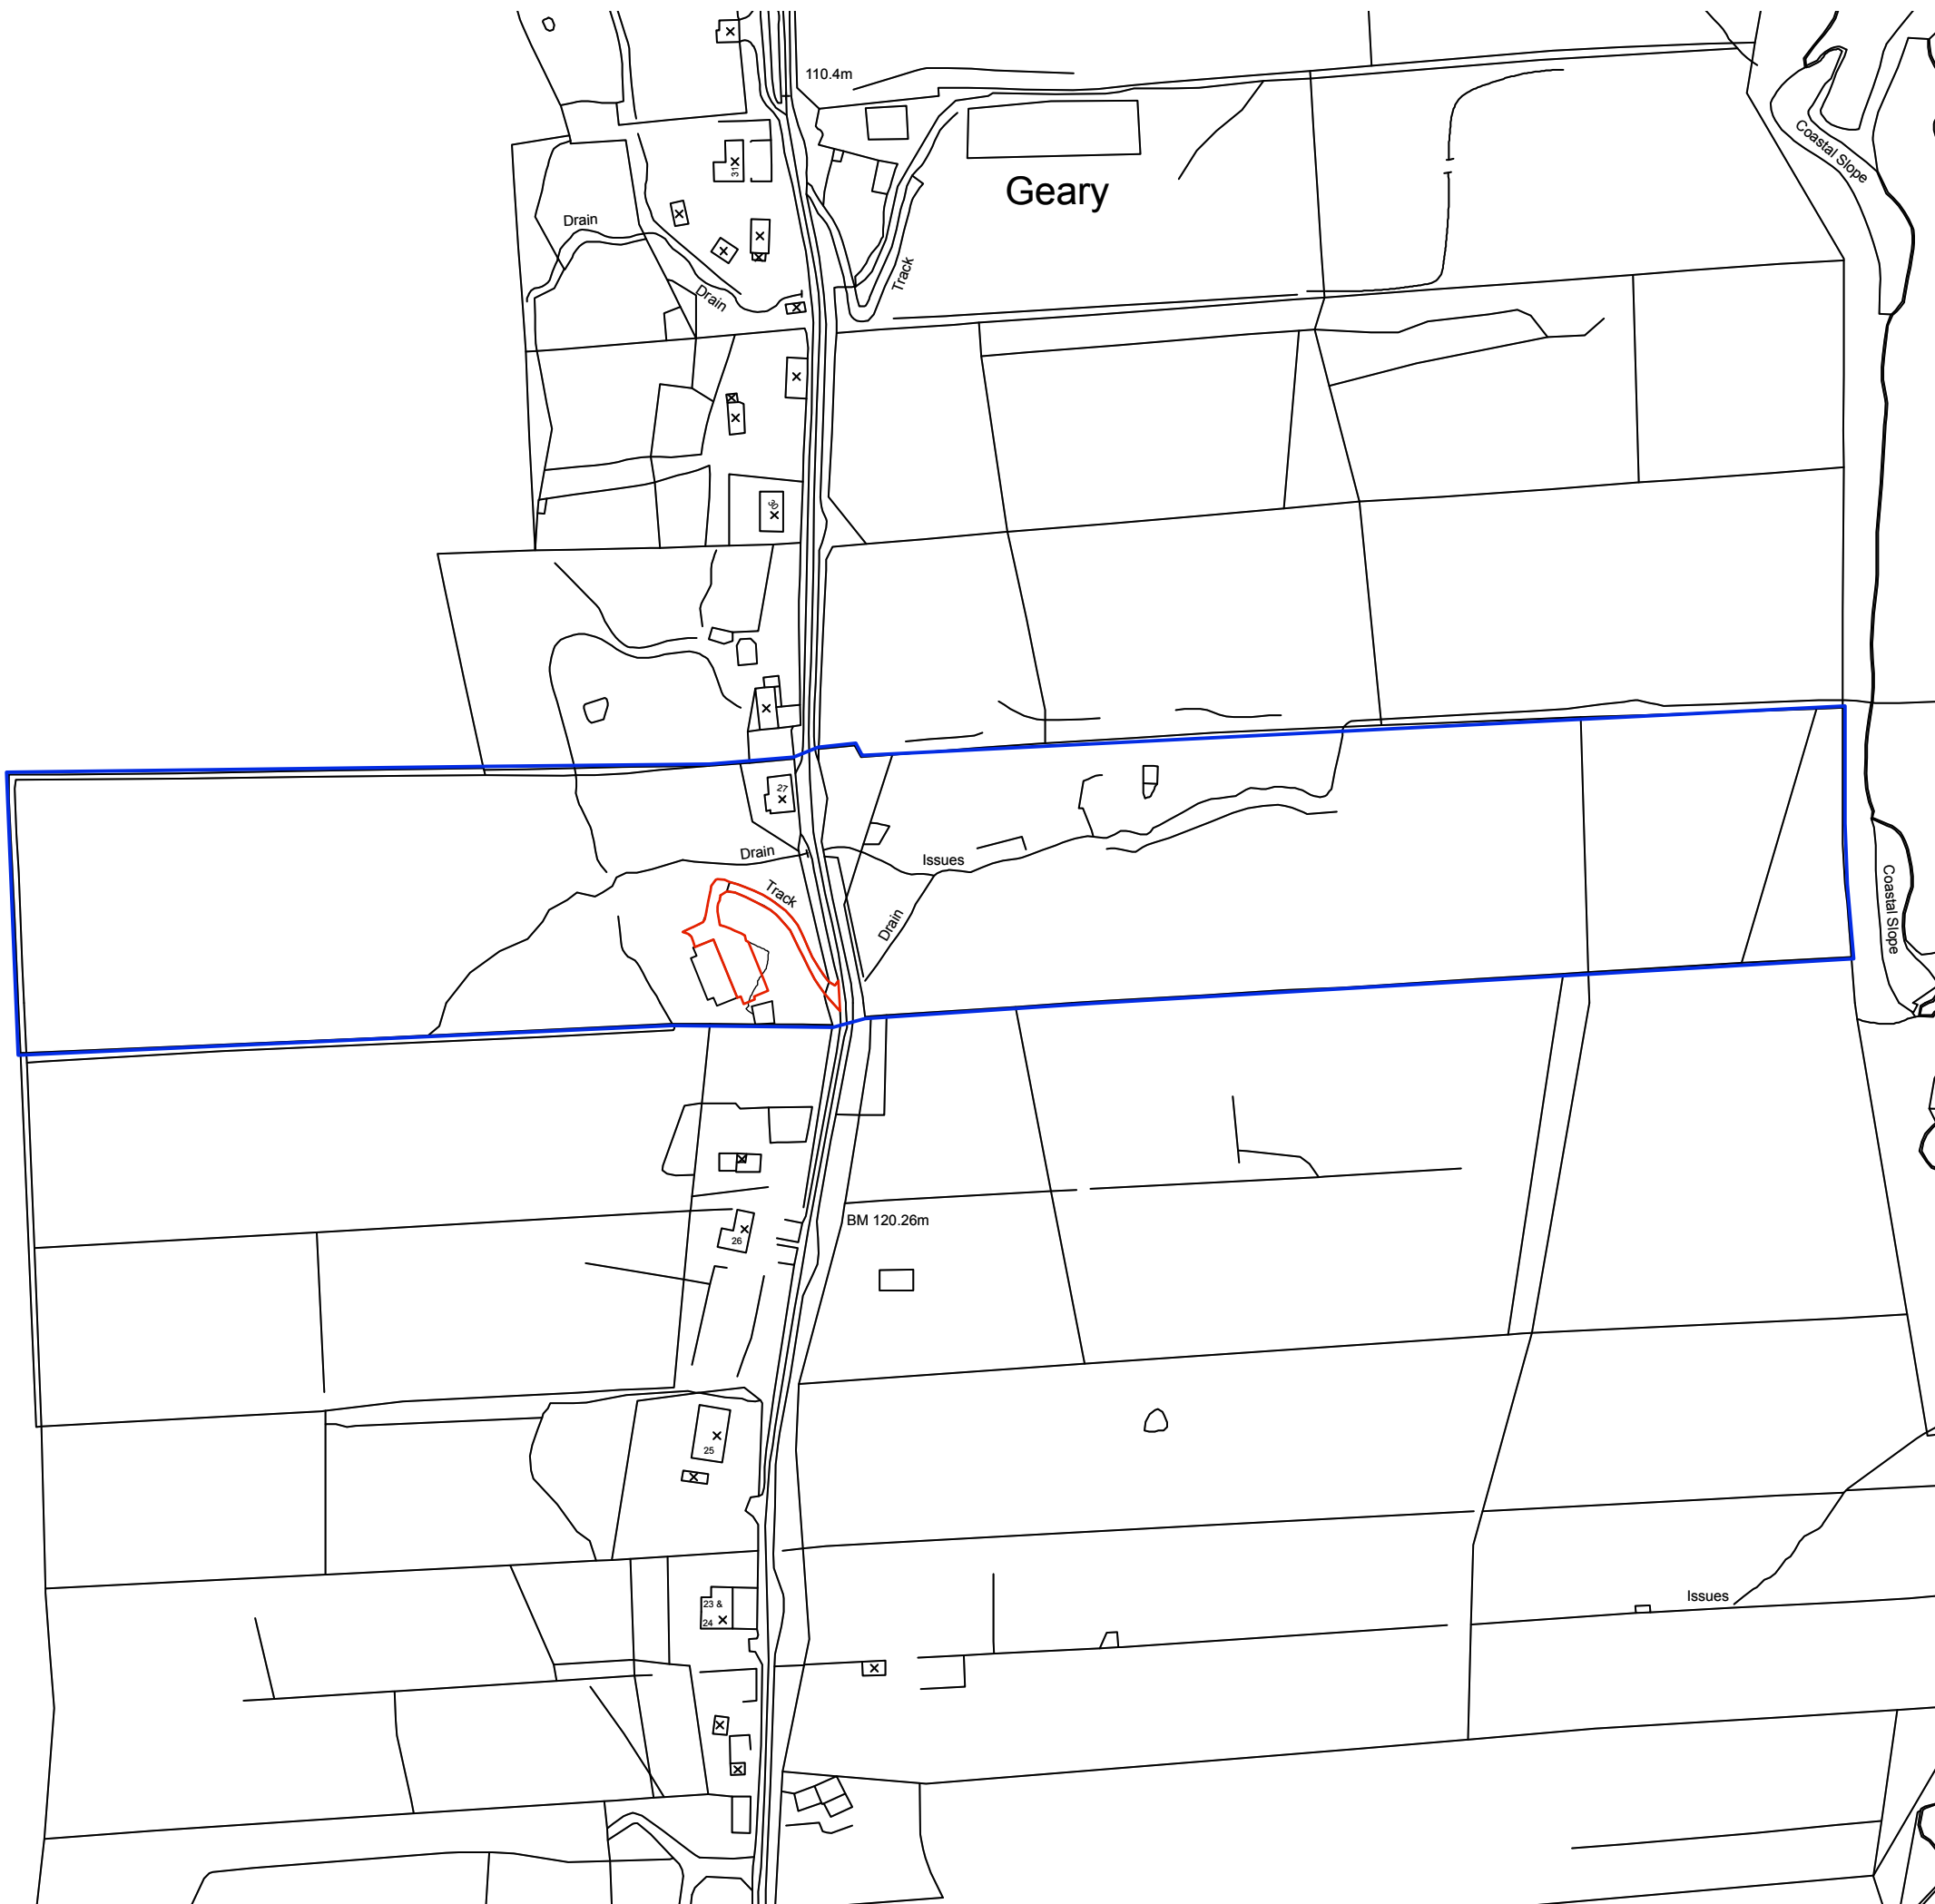 110.4m
Coastal Slope
31
Geary
Drain
Track
Drain
30
27
Drain
Issues
Track
Coastal Slope
Drain
BM 120.26m
26
25
23 &
24
Issues